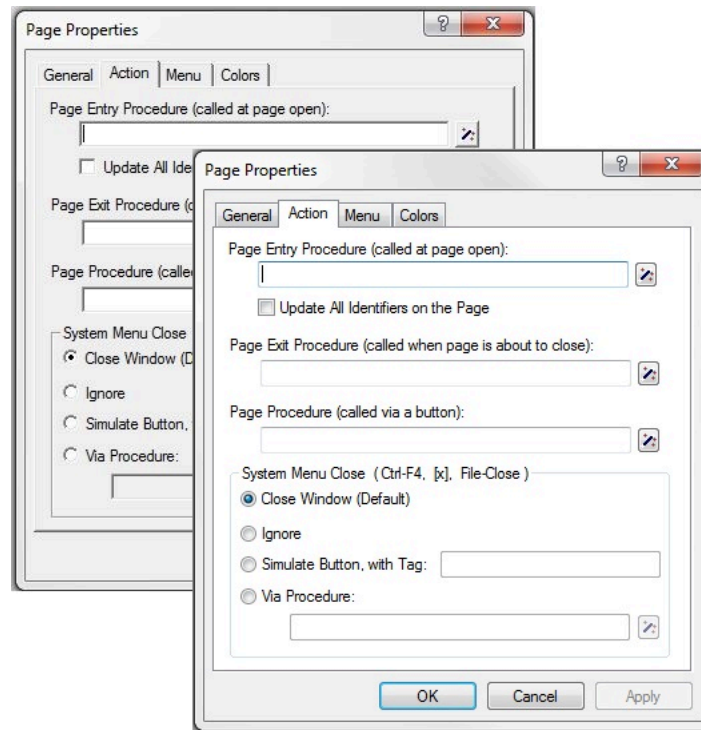 Page Properties
General Action Menu Colors
Page Entry Procedure (called at page open):
Update All Ide
Page Exit Procedure (c
Page Procedure (calle
System Menu Close
Close Window (D
Ignore
Simulate Button,
Via Procedure:
Page Properties
General Action Menu Colors
Page Entry Procedure (called at page open):
Update All Identifiers on the Page
Page Exit Procedure (called when page is about to close):
Page Procedure (called via a button):
System Menu Close ( Ctrl-F4, [x], File-Close )
Close Window (Default)
Ignore
Simulate Button, with Tag:
Via Procedure:
OK Cancel Apply